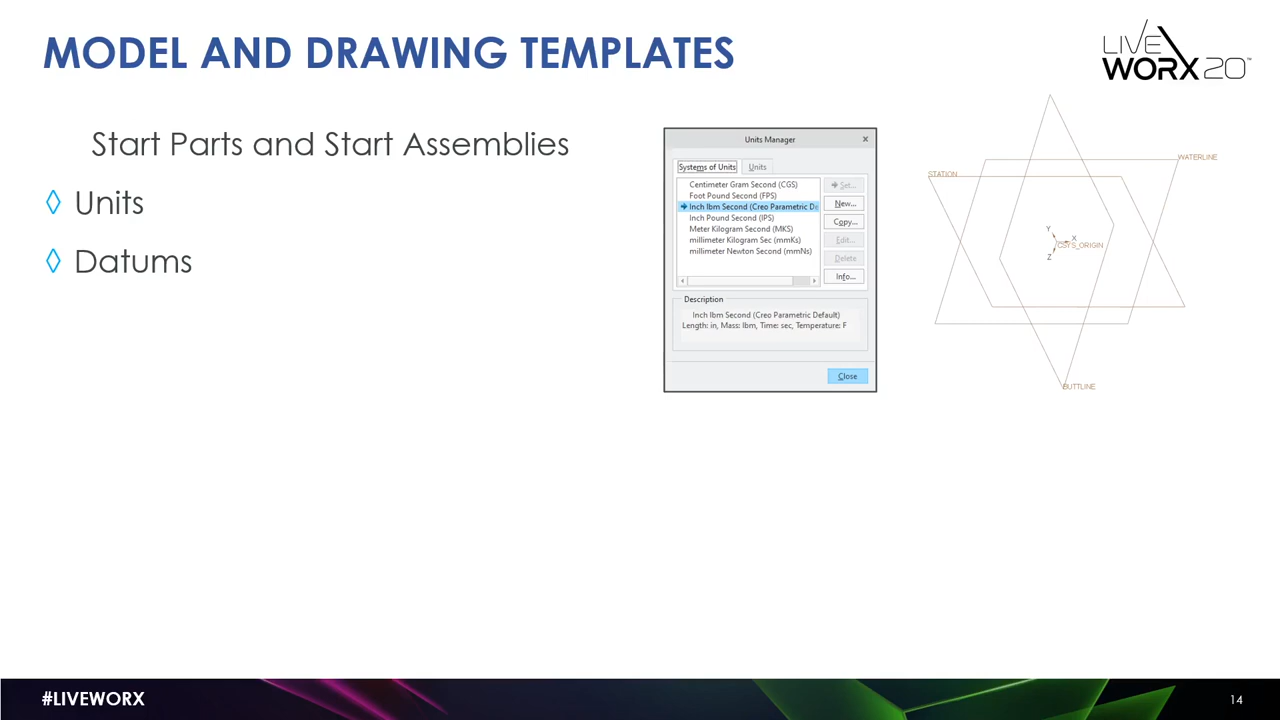 MODEL AND DRAWING TEMPLATES
LIVE
WORX 20™
Start Parts and Start Assemblies
◊ Units
◊ Datums
Units Manager
Systems of Units
Units
Centimeter Gram Second (CGS)
Foot Pound Second (FPS)
Inch lbm Second (Creo Parametric De
Inch Pound Second (IPS)
Meter Kilogram Second (MKS)
millimeter Kilogram Sec (mmKs)
millimeter Newton Second (mmNs)
Set...
New...
Copy...
Edit...
Delete
Info...
Description
Inch lbm Second (Creo Parametric Default)
Length: in, Mass: lbm, Time: sec, Temperature: F
Close
WATERLINE
STATION
Y
X
CSYS_ORIGIN
Z
BUTTLINE
#LIVEWORX
14